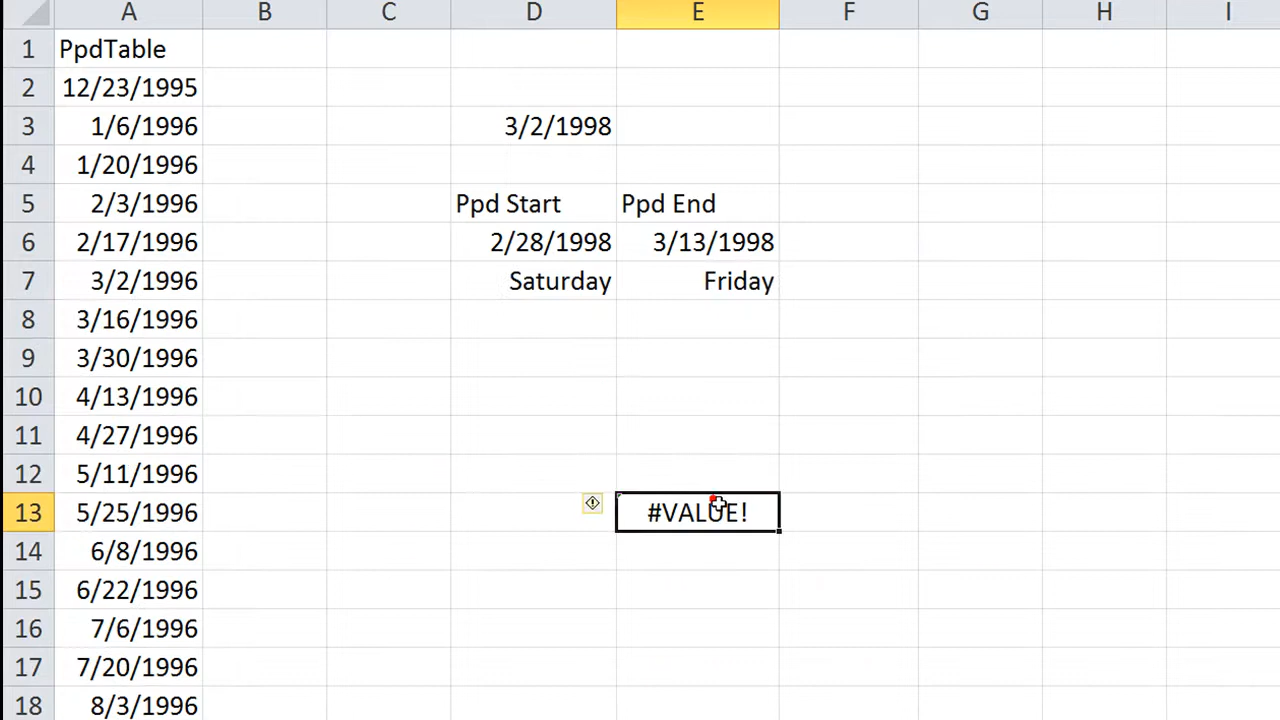 A B C D E F G H I
1 PpdTable
2 12/23/1995
3 1/6/1996 3/2/1998
4 1/20/1996
5 2/3/1996 Ppd Start Ppd End
6 2/17/1996 2/28/1998 3/13/1998
7 3/2/1996 Saturday Friday
8 3/16/1996
9 3/30/1996
10 4/13/1996
11 4/27/1996
12 5/11/1996
13 5/25/1996 #VALUE!
14 6/8/1996
15 6/22/1996
16 7/6/1996
17 7/20/1996
18 8/3/1996